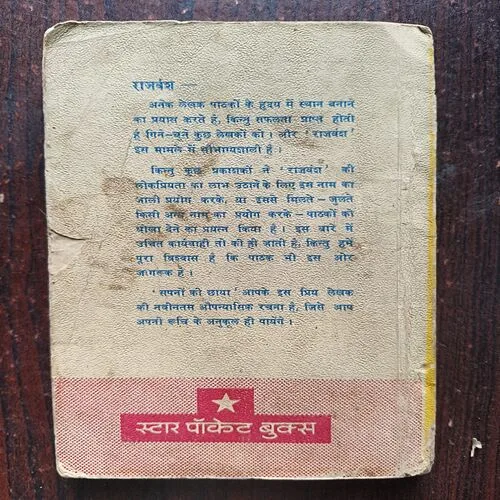 राजवंश —
अनेक लेखक पाठकों के हृदय में स्थान बनाने
का प्रयास करते हैं, किन्तु सफलता प्राप्त होती
है गिने-चुने कुछ लेखकों को। और 'राजवंश'
इस मामले में सौभाग्यशाली हैं।
किन्तु कुछ प्रकाशकों ने 'राजवंश' की
लोकप्रियता का लाभ उठाने के लिए इस नाम का
जाली प्रयोग करके, या इससे मिलते-जुलते
किसी अन्य नाम का प्रयोग करके – पाठकों को
धोखा देने का प्रयत्न किया है। इस बारे में
उचित कार्यवाही तो की ही जाती है, किन्तु हमें
पूरा विश्वास है कि पाठक भी इस ओर
जागरूक हैं।
'सपनों की छाया' आपके इस प्रिय लेखक
की नवीनतम औपन्यासिक रचना है, जिसे आप
अपनी रुचि के अनुकूल ही पायेंगे।
स्टार पॉकेट बुक्स